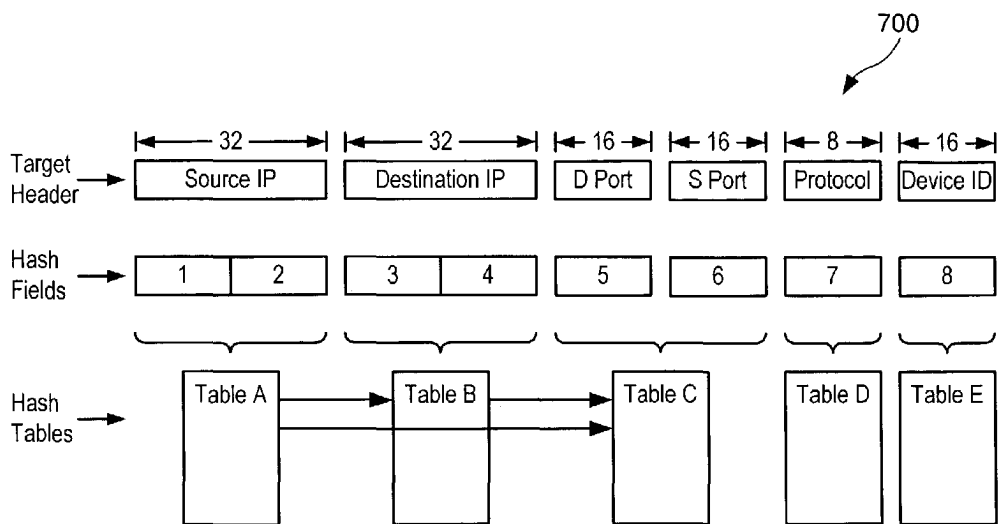 700
32 32 16 16 8 16
Target
Header
Source IP Destination IP D Port S Port Protocol Device ID
Hash
Fields
1 2 3 4 5 6 7 8
Hash
Tables
Table A Table B Table C Table D Table E